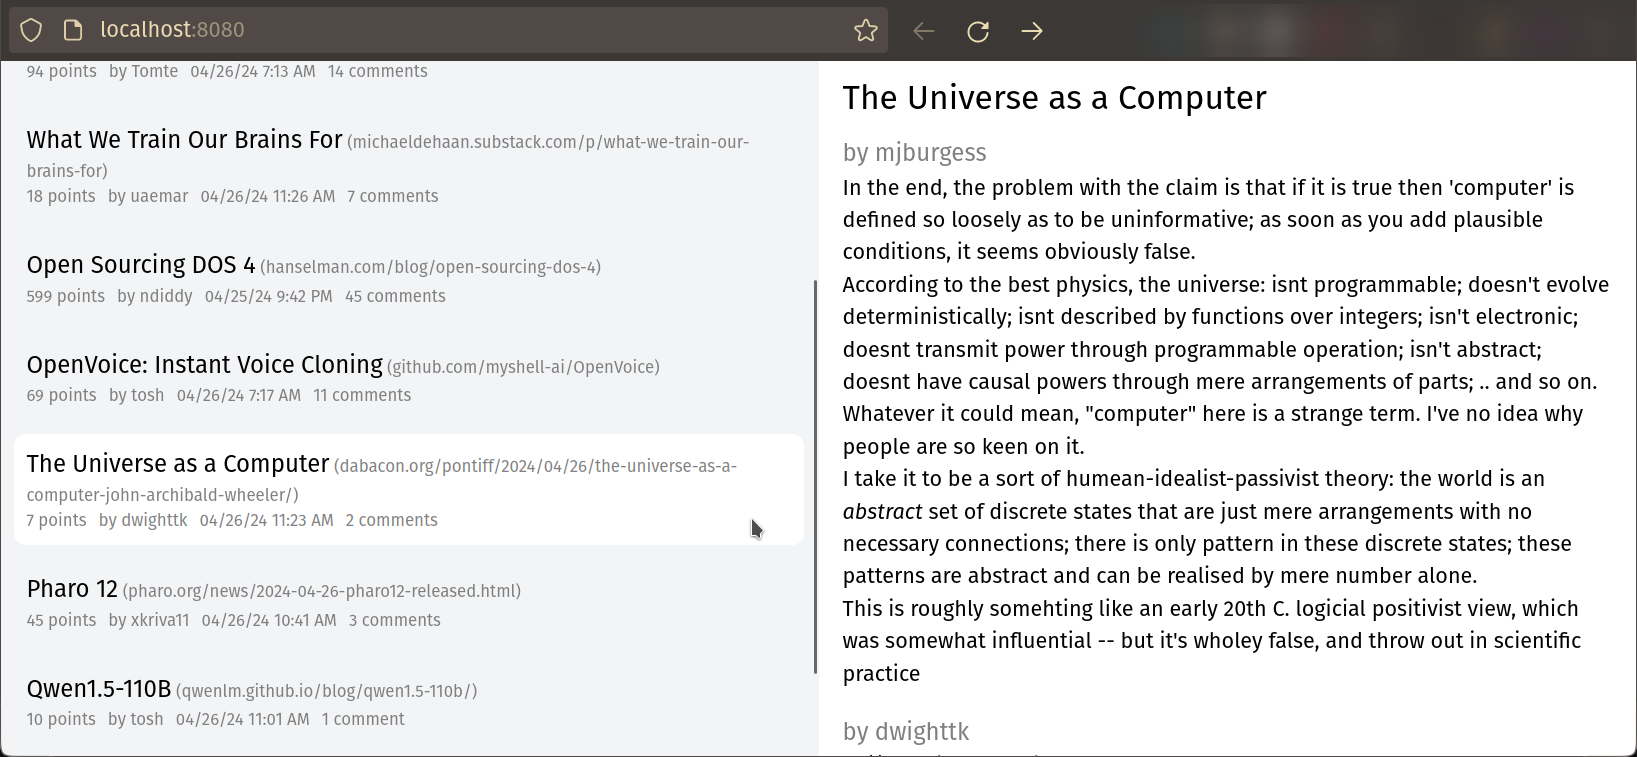 localhost:8080
94 points by Tomte 04/26/24 7:13 AM 14 comments
What We Train Our Brains For (michaeldehaan.substack.com/p/what-we-train-our-
brains-for)
18 points by uaemar 04/26/24 11:26 AM 7 comments
Open Sourcing DOS 4 (hanselman.com/blog/open-sourcing-dos-4)
599 points by ndiddy 04/25/24 9:42 PM 45 comments
OpenVoice: Instant Voice Cloning (github.com/myshell-ai/OpenVoice)
69 points by tosh 04/26/24 7:17 AM 11 comments
The Universe as a Computer (dabacon.org/pontiff/2024/04/26/the-universe-as-a-
computer-john-archibald-wheeler/)
7 points by dwighttk 04/26/24 11:23 AM 2 comments
Pharo 12 (pharo.org/news/2024-04-26-pharo12-released.html)
45 points by xkriva11 04/26/24 10:41 AM 3 comments
Qwen1.5-110B (qwenlm.github.io/blog/qwen1.5-110b/)
10 points by tosh 04/26/24 11:01 AM 1 comment
The Universe as a Computer
by mjburgess
In the end, the problem with the claim is that if it is true then 'computer' is
defined so loosely as to be uninformative; as soon as you add plausible
conditions, it seems obviously false.
According to the best physics, the universe: isnt programmable; doesn't evolve
deterministically; isnt described by functions over integers; isn't electronic;
doesnt transmit power through programmable operation; isn't abstract;
doesnt have causal powers through mere arrangements of parts; .. and so on.
Whatever it could mean, "computer" here is a strange term. I've no idea why
people are so keen on it.
I take it to be a sort of humean-idealist-passivist theory: the world is an
abstract set of discrete states that are just mere arrangements with no
necessary connections; there is only pattern in these discrete states; these
patterns are abstract and can be realised by mere number alone.
This is roughly somehting like an early 20th C. logicial positivist view, which
was somewhat influential -- but it's wholey false, and throw out in scientific
practice
by dwighttk